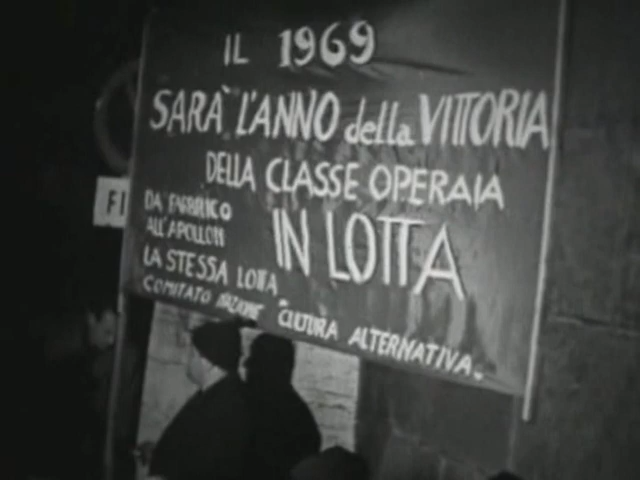 IL 1969
SARÀ L'ANNO della VITTORIA
DELLA CLASSE OPERAIA
IN LOTTA
DA FABBRICO
ALL'APOLLON
LA STESSA LOTTA
COMITATO "CULTURA ALTERNATIVA.
FI